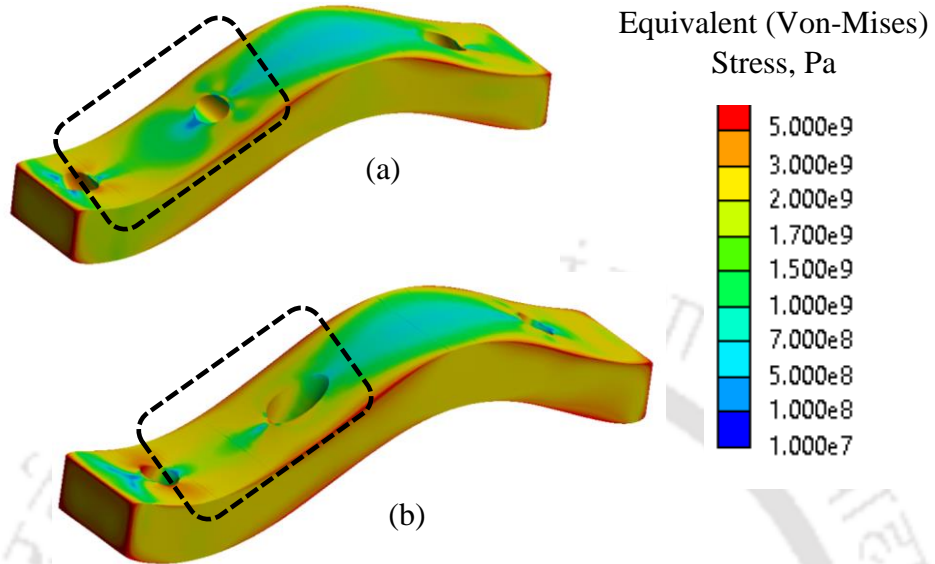 Equivalent (Von-Mises)
Stress, Pa
5.000e9
3.000e9
2.000e9
1.700e9
1.500e9
1.000e9
7.000e8
5.000e8
1.000e8
1.000e7
(a)
(b)